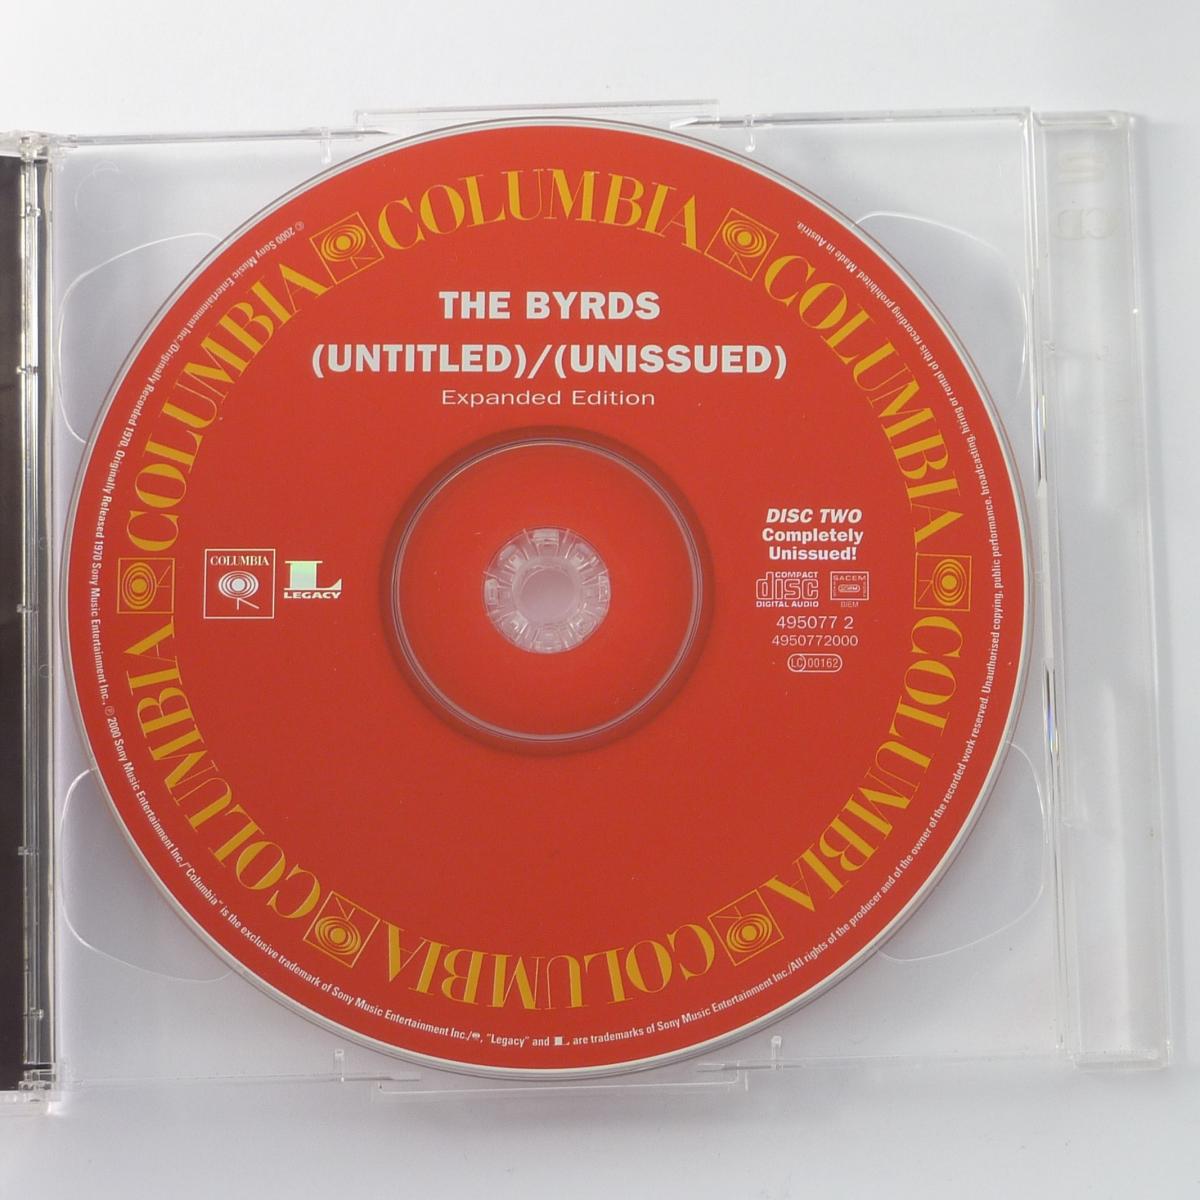 THE BYRDS
(UNTITLED)/(UNISSUED)
Expanded Edition
COLUMBIA
LEGACY
DISC TWO
Completely
Unissued!
COMPACT
disc
DIGITAL AUDIO
SACEM
BIEM
495077 2
4950772000
LC 00162
COLUMBIA COLUMBIA COLUMBIA COLUMBIA COLUMBIA COLUMBIA
© 2000 Sony Music Entertainment Inc./Originally Recorded 1970, Originally Released 1970 Sony Music Entertainment Inc., ℗ 2000 Sony Music Entertainment Inc./"Columbia" is the exclusive trademark of Sony Music Entertainment Inc./ , "Legacy" and L are trademarks of Sony Music Entertainment Inc./All rights of the producer and of the owner of the recorded work reserved. Unauthorised copying, public performance, broadcasting, hiring or rental of this recording prohibited. Made in Austria.